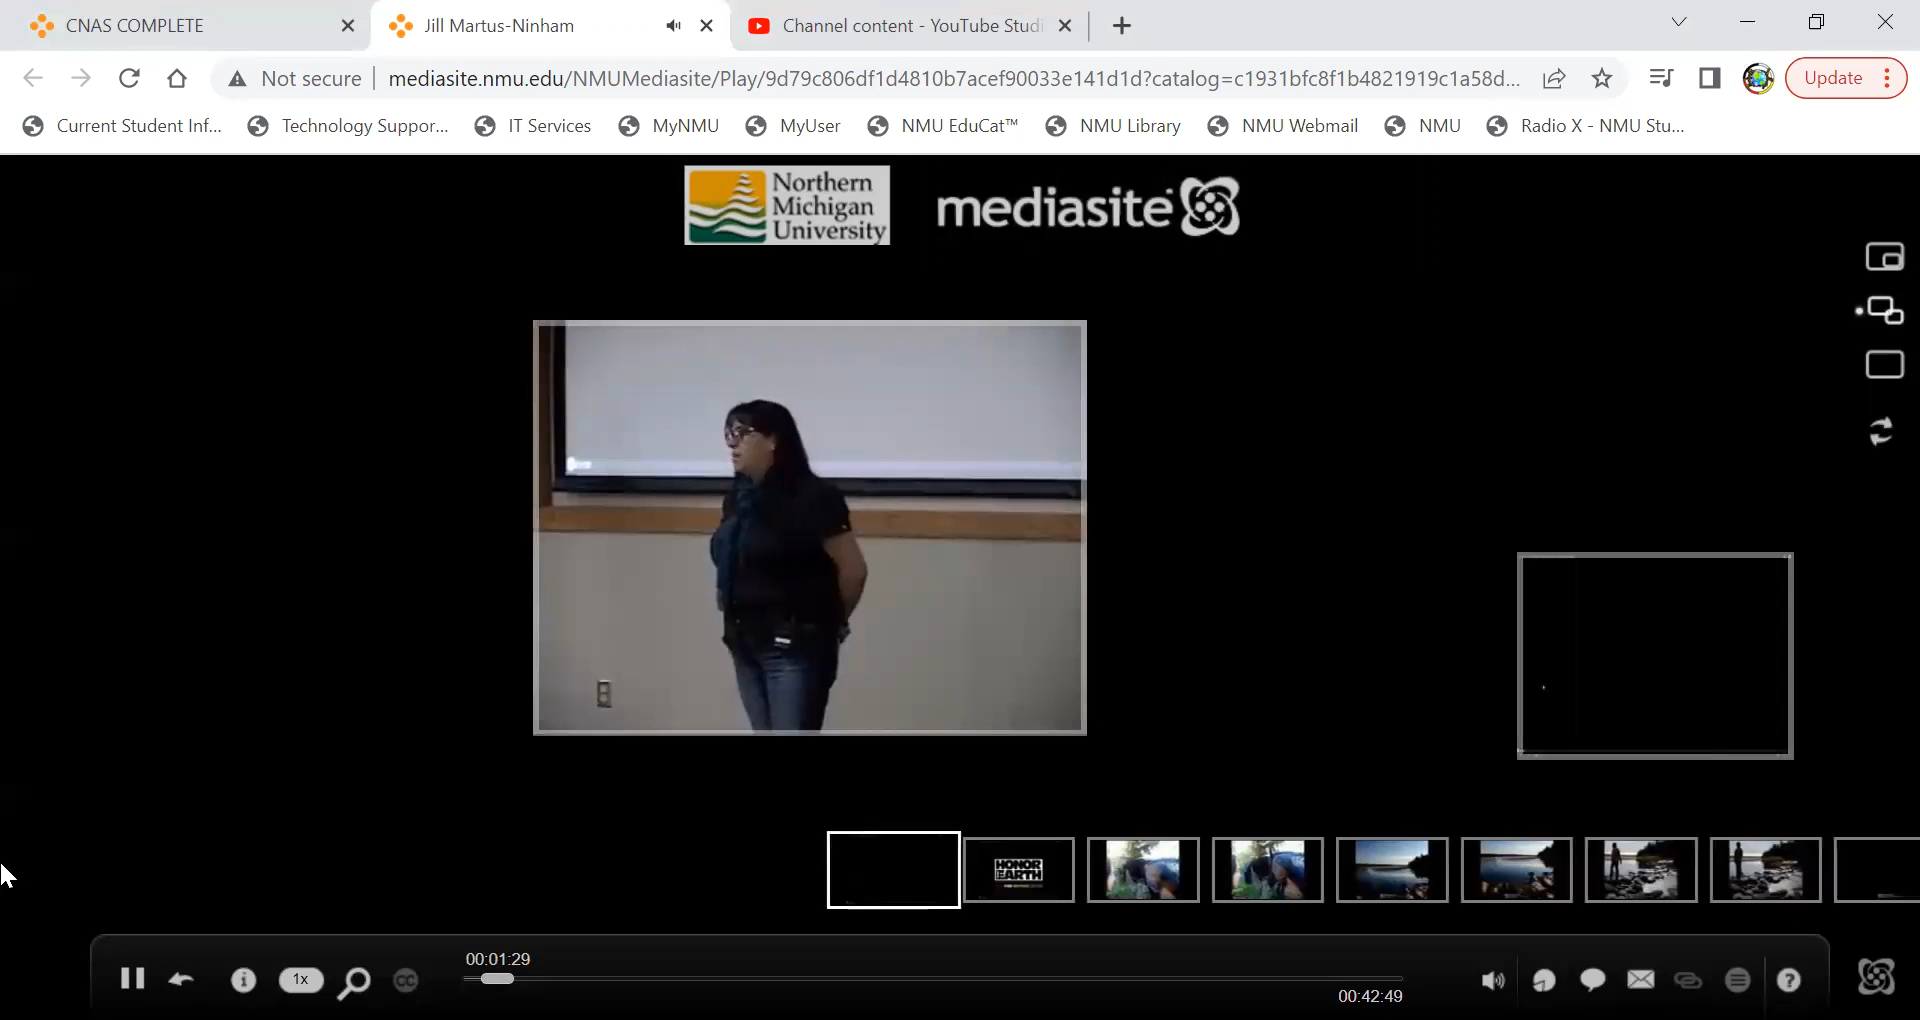 CNAS COMPLETE
Jill Martus-Ninham
Channel content - YouTube Studi
Not secure
mediasite.nmu.edu/NMUMediasite/Play/9d79c806df1d4810b7acef90033e141d1d?catalog=c1931bfc8f1b4821919c1a58d...
Update
Current Student Inf...
Technology Suppor...
IT Services
MyNMU
MyUser
NMU EduCat™
NMU Library
NMU Webmail
NMU
Radio X - NMU Stu...
Northern
Michigan
University
mediasite
HONOR
EARTH
00:01:29
1x
CC
00:42:49